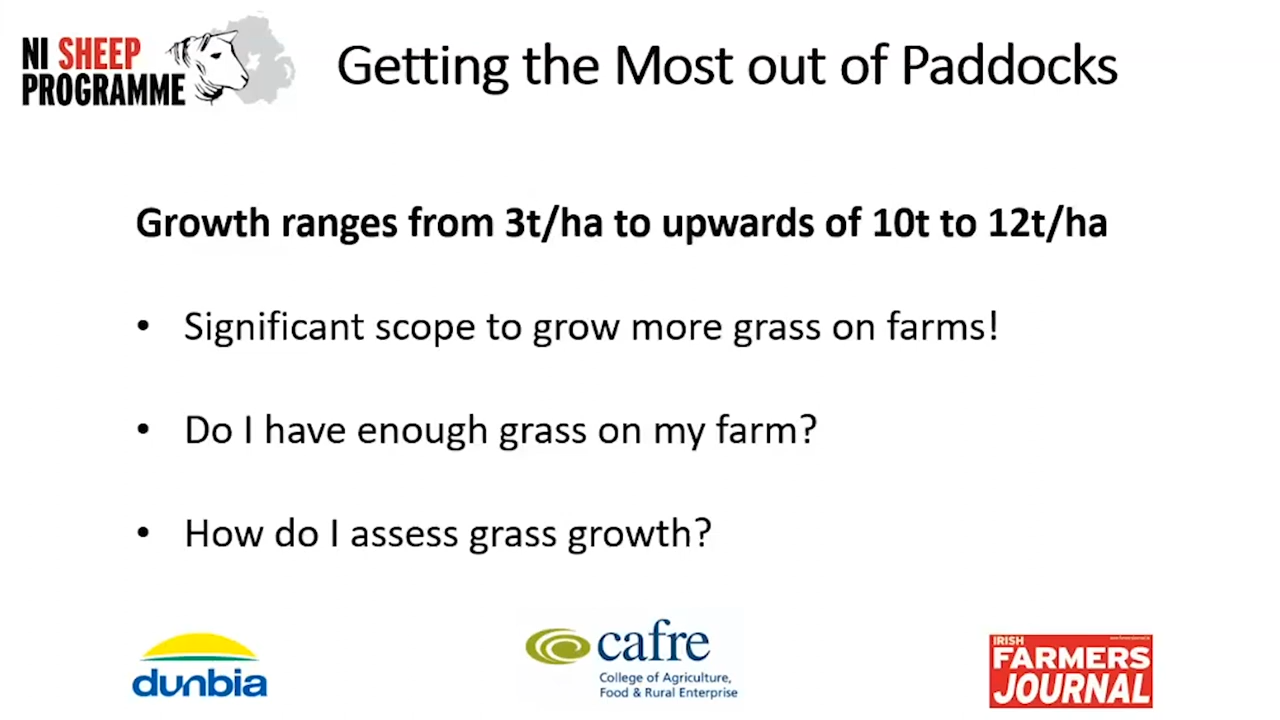 NI SHEEP
PROGRAMME
Getting the Most out of Paddocks
Growth ranges from 3t/ha to upwards of 10t to 12t/ha
• Significant scope to grow more grass on farms!
• Do I have enough grass on my farm?
• How do I assess grass growth?
dunbia
cafre
College of Agriculture,
Food & Rural Enterprise
IRISH
FARMERS
JOURNAL